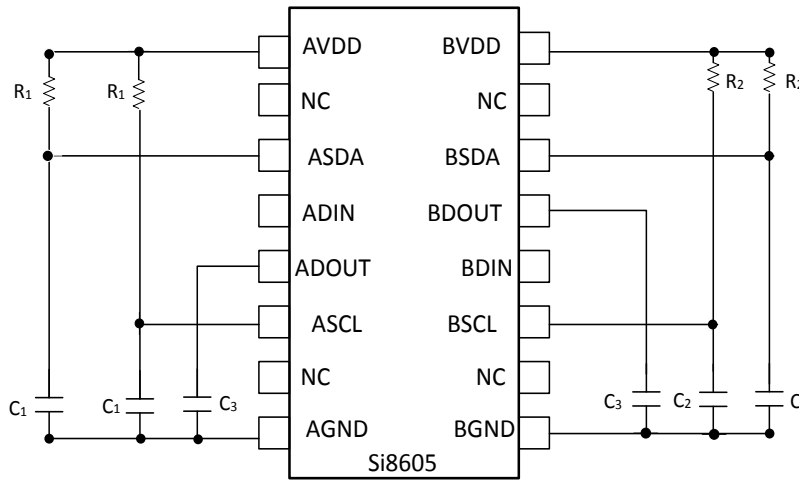 AVDD BVDD
R₁ R₁ R₂ R₂
NC NC
ASDA BSDA
ADIN BDOUT
ADOUT BDIN
ASCL BSCL
NC NC
C₁ C₁ C₃ C₃ C₂ C
AGND BGND
Si8605